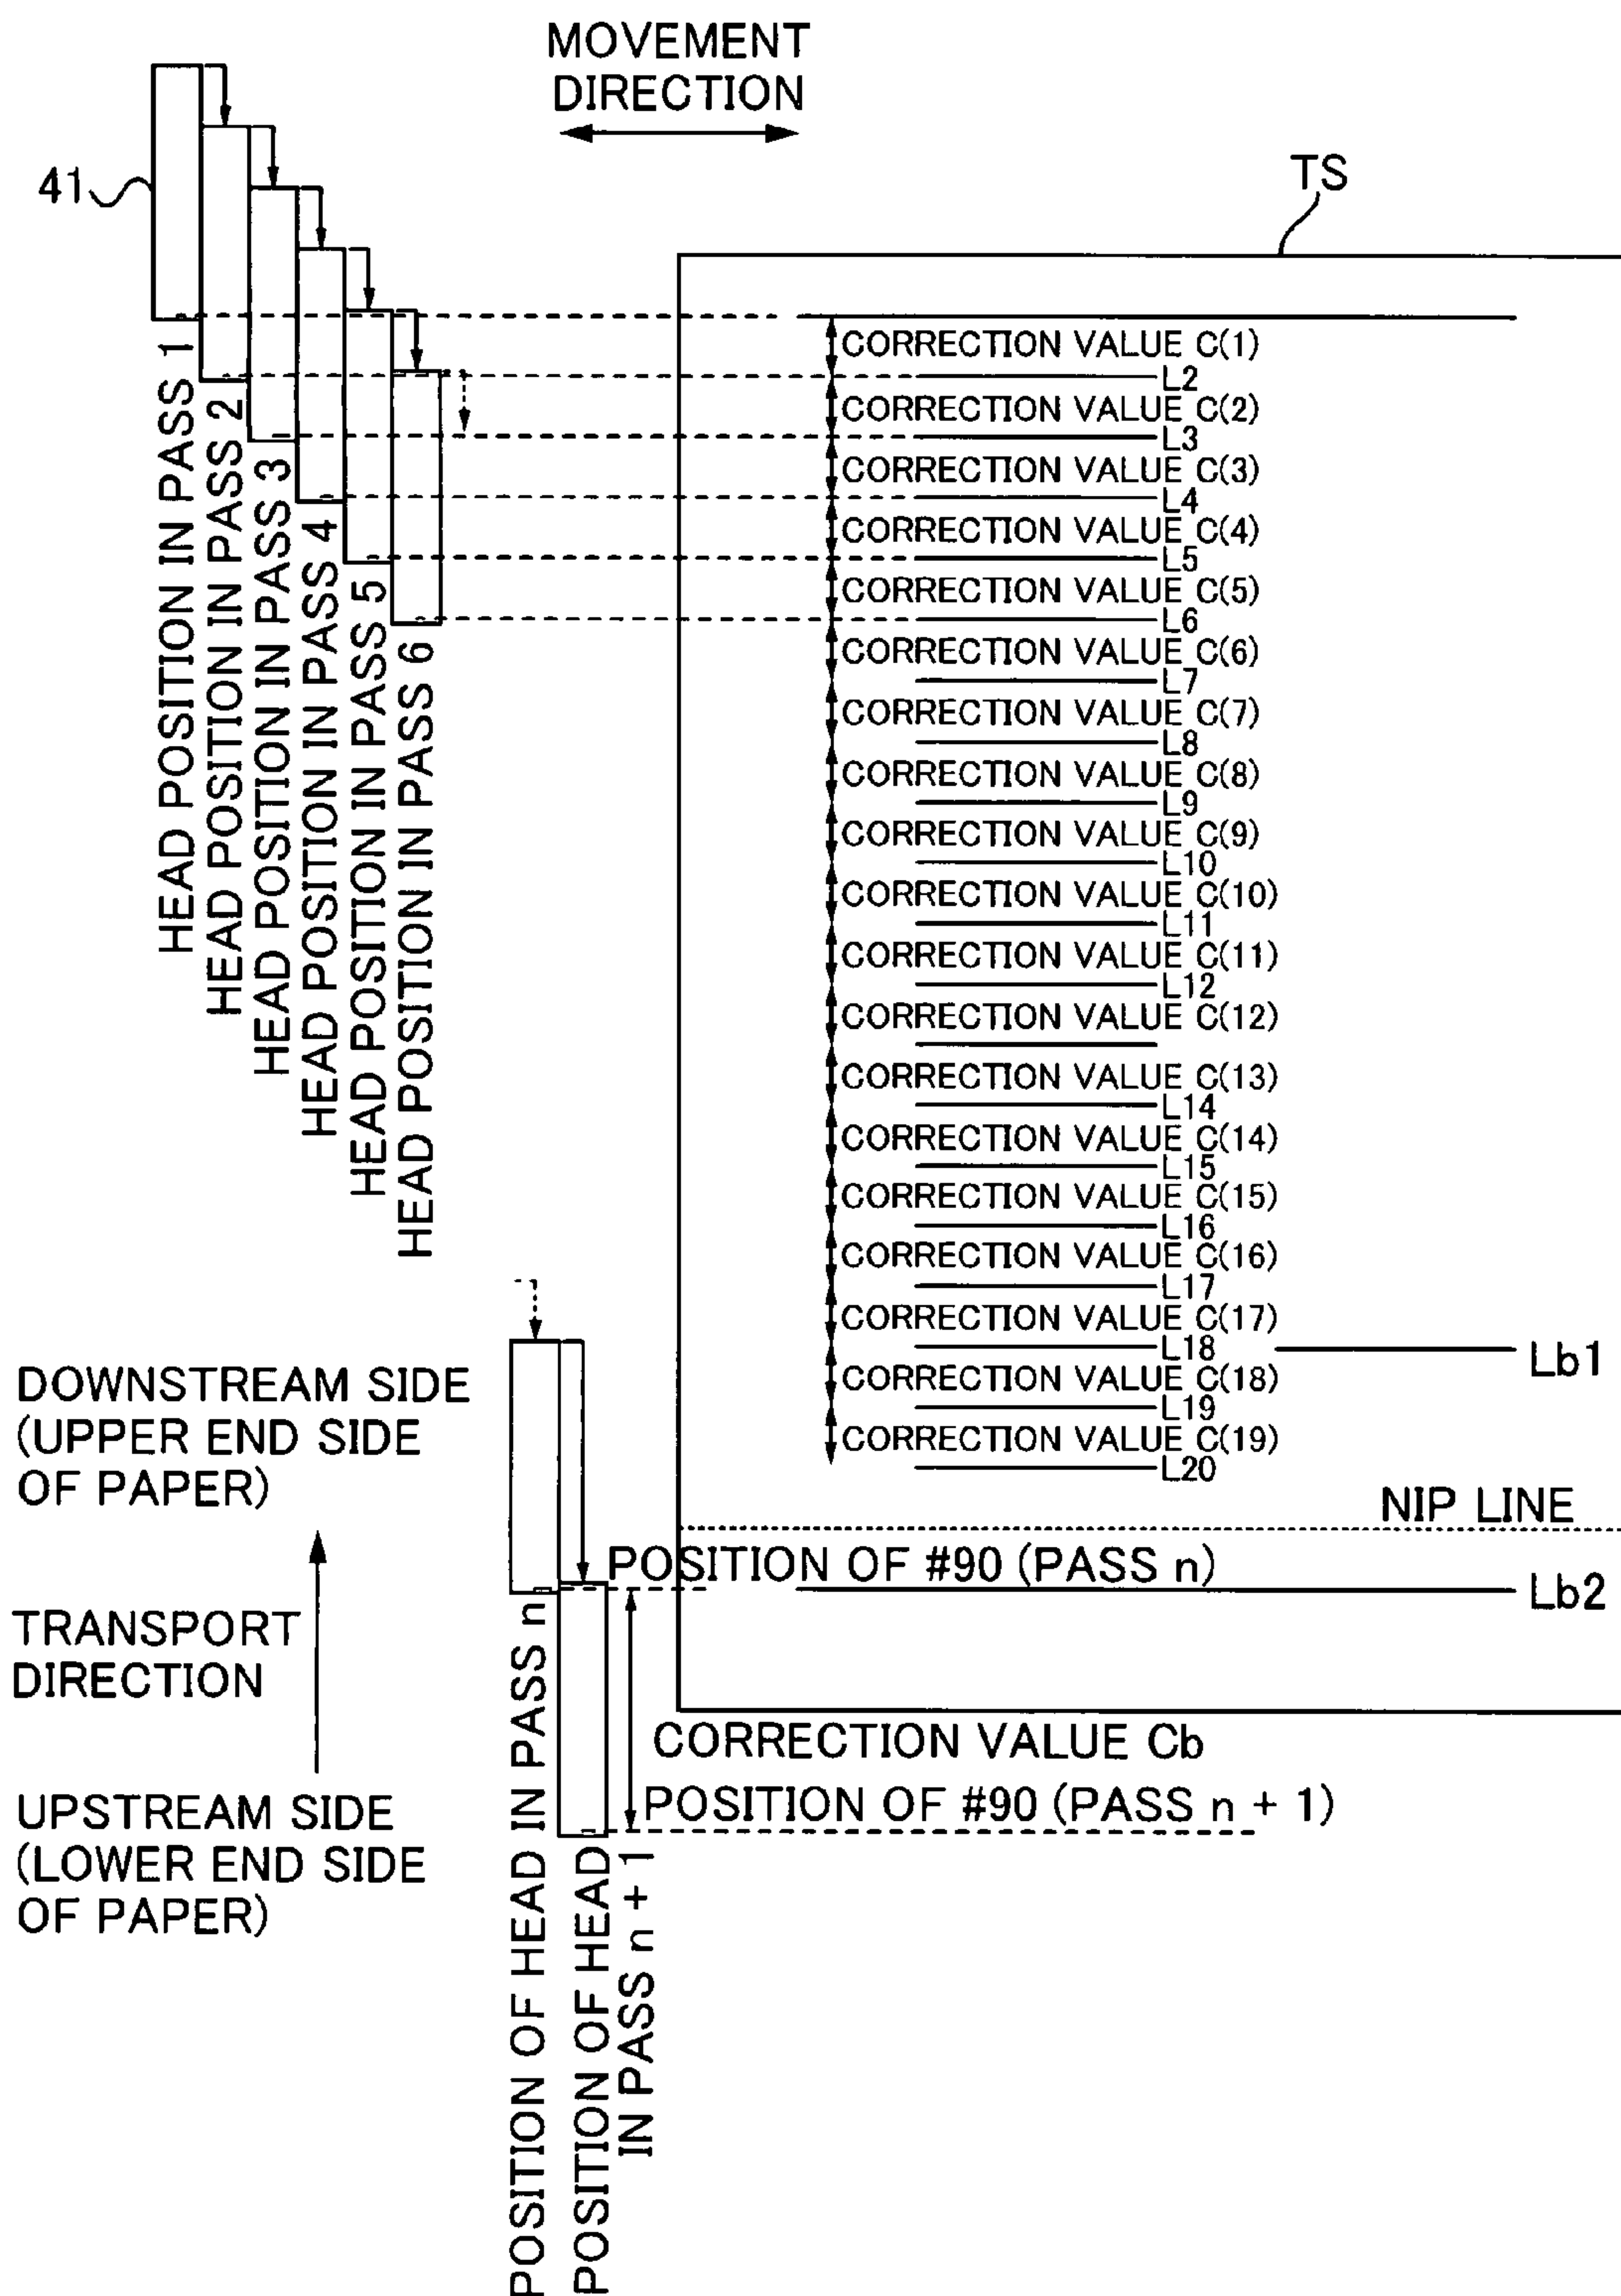 MOVEMENT
DIRECTION
41
TS
HEAD POSITION IN PASS 1
HEAD POSITION IN PASS 2
HEAD POSITION IN PASS 3
HEAD POSITION IN PASS 4
HEAD POSITION IN PASS 5
HEAD POSITION IN PASS 6
CORRECTION VALUE C(1)
L2
CORRECTION VALUE C(2)
L3
CORRECTION VALUE C(3)
L4
CORRECTION VALUE C(4)
L5
CORRECTION VALUE C(5)
L6
CORRECTION VALUE C(6)
L7
CORRECTION VALUE C(7)
L8
CORRECTION VALUE C(8)
L9
CORRECTION VALUE C(9)
L10
CORRECTION VALUE C(10)
L11
CORRECTION VALUE C(11)
L12
CORRECTION VALUE C(12)
CORRECTION VALUE C(13)
L14
CORRECTION VALUE C(14)
L15
CORRECTION VALUE C(15)
L16
CORRECTION VALUE C(16)
L17
CORRECTION VALUE C(17)
L18
Lb1
CORRECTION VALUE C(18)
L19
CORRECTION VALUE C(19)
L20
NIP LINE
DOWNSTREAM SIDE
(UPPER END SIDE
OF PAPER)
TRANSPORT
DIRECTION
UPSTREAM SIDE
(LOWER END SIDE
OF PAPER)
POSITION OF #90 (PASS n)
Lb2
CORRECTION VALUE Cb
POSITION OF #90 (PASS n + 1)
POSITION OF HEAD IN PASS n
POSITION OF HEAD
IN PASS n + 1